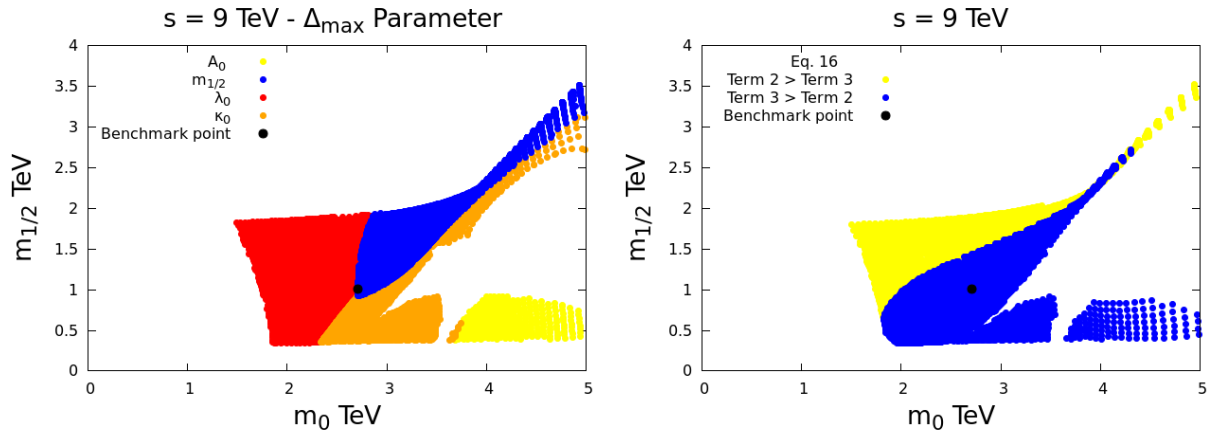 s = 9 TeV - Δmax Parameter
m1/2 TeV
4
3.5
3
2.5
2
1.5
1
0.5
0
A0
m1/2
λ0
κ0
Benchmark point
0 1 2 3 4 5
m0 TeV
s = 9 TeV
m1/2 TeV
4
3.5
3
2.5
2
1.5
1
0.5
0
Eq. 16
Term 2 > Term 3
Term 3 > Term 2
Benchmark point
0 1 2 3 4 5
m0 TeV